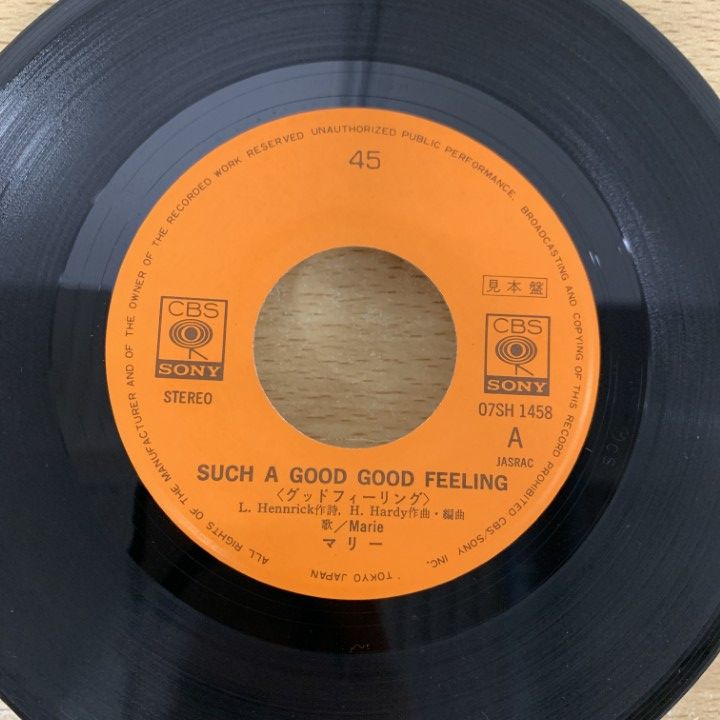 ALL RIGHTS OF THE MANUFACTURER AND OF THE OWNER OF THE RECORDED WORK RESERVED UNAUTHORIZED PUBLIC PERFORMANCE, BROADCASTING AND COPYING OF THIS RECORD PROHIBITED CBS/SONY INC. TOKYO JAPAN
45
見本盤
CBS
SONY
STEREO
CBS
SONY
07SH 1458
A
JASRAC
SUCH A GOOD GOOD FEELING
〈グッドフィーリング〉
L. Hennrick作詩, H. Hardy作曲・編曲
歌／Marie
マリー